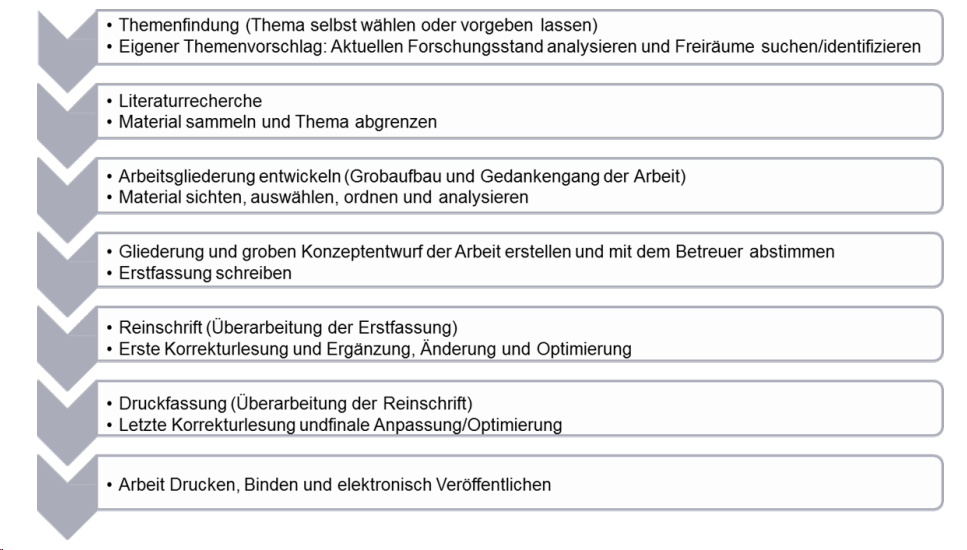 • Themenfindung (Thema selbst wählen oder vorgeben lassen)
• Eigener Themenvorschlag: Aktuellen Forschungsstand analysieren und Freiräume suchen/identifizieren
• Literaturrecherche
• Material sammeln und Thema abgrenzen
• Arbeitsgliederung entwickeln (Grobaufbau und Gedankengang der Arbeit)
• Material sichten, auswählen, ordnen und analysieren
• Gliederung und groben Konzeptentwurf der Arbeit erstellen und mit dem Betreuer abstimmen
• Erstfassung schreiben
• Reinschrift (Überarbeitung der Erstfassung)
• Erste Korrekturlesung und Ergänzung, Änderung und Optimierung
• Druckfassung (Überarbeitung der Reinschrift)
• Letzte Korrekturlesung undfinale Anpassung/Optimierung
• Arbeit Drucken, Binden und elektronisch Veröffentlichen